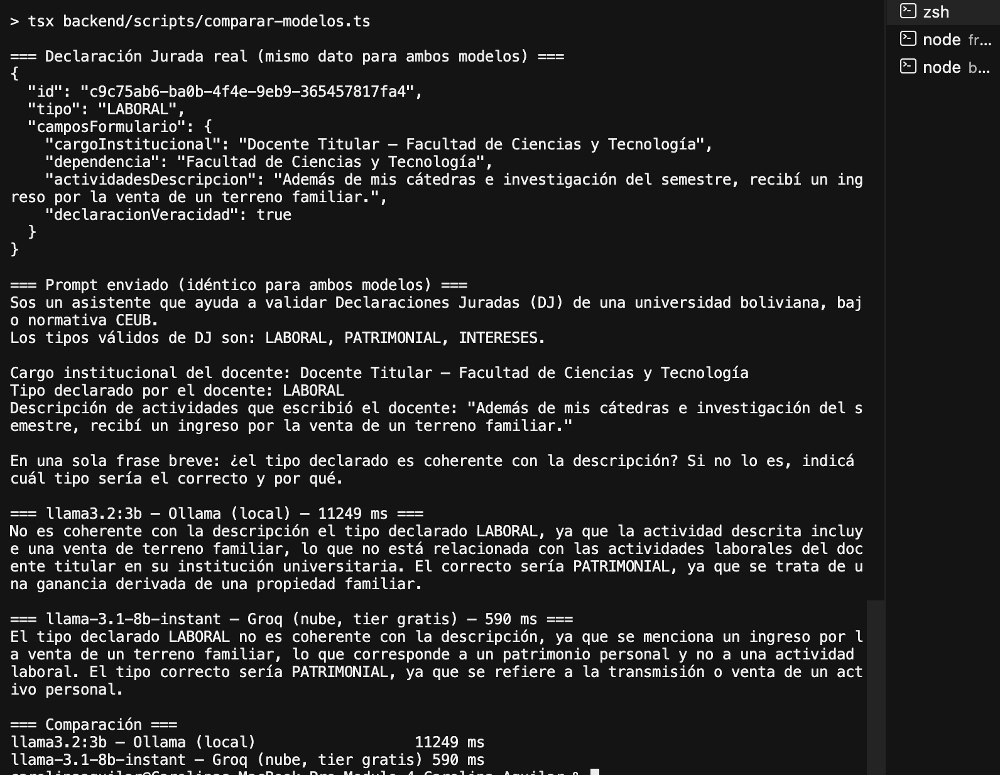 > tsx backend/scripts/comparar-modelos.ts
=== Declaración Jurada real (mismo dato para ambos modelos) ===
{
"id": "c9c75ab6-ba0b-4f4e-9eb9-365457817fa4",
"tipo": "LABORAL",
"camposFormulario": {
"cargoInstitucional": "Docente Titular — Facultad de Ciencias y Tecnología",
"dependencia": "Facultad de Ciencias y Tecnología",
"actividadesDescripcion": "Además de mis cátedras e investigación del semestre, recibí un ing
reso por la venta de un terreno familiar.",
"declaracionVeracidad": true
}
}
=== Prompt enviado (idéntico para ambos modelos) ===
Sos un asistente que ayuda a validar Declaraciones Juradas (DJ) de una universidad boliviana, baj
o normativa CEUB.
Los tipos válidos de DJ son: LABORAL, PATRIMONIAL, INTERESES.
Cargo institucional del docente: Docente Titular — Facultad de Ciencias y Tecnología
Tipo declarado por el docente: LABORAL
Descripción de actividades que escribió el docente: "Además de mis cátedras e investigación del s
emestre, recibí un ingreso por la venta de un terreno familiar."
En una sola frase breve: ¿el tipo declarado es coherente con la descripción? Si no lo es, indicá
cuál tipo sería el correcto y por qué.
=== llama3.2:3b — Ollama (local) — 11249 ms ===
No es coherente con la descripción el tipo declarado LABORAL, ya que la actividad descrita incluy
e una venta de terreno familiar, lo que no está relacionada con las actividades laborales del doc
ente titular en su institución universitaria. El correcto sería PATRIMONIAL, ya que se trata de u
na ganancia derivada de una propiedad familiar.
=== llama-3.1-8b-instant — Groq (nube, tier gratis) — 590 ms ===
El tipo declarado LABORAL no es coherente con la descripción, ya que se menciona un ingreso por l
a venta de un terreno familiar, lo que corresponde a un patrimonio personal y no a una actividad
laboral. El tipo correcto sería PATRIMONIAL, ya que se refiere a la transmisión o venta de un act
ivo personal.
=== Comparación ===
llama3.2:3b — Ollama (local) 11249 ms
llama-3.1-8b-instant — Groq (nube, tier gratis) 590 ms
carolinaaguilar@Carolinas-MacBook-Pro Modulo 4 Carolina Aguilar %
zsh
node fr...
node b...